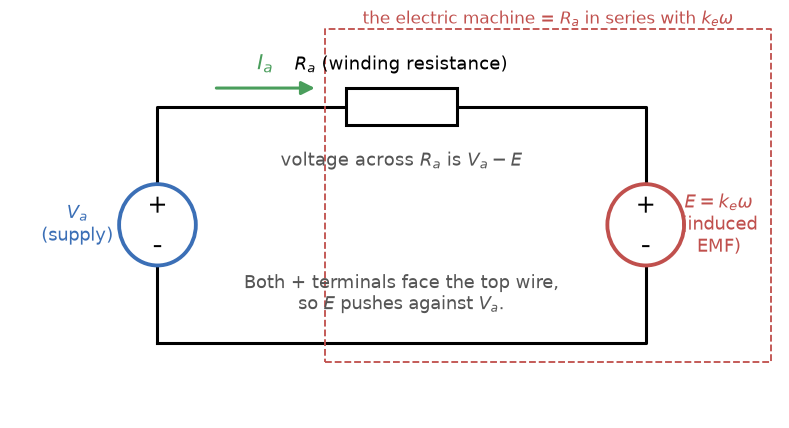 the electric machine = Rₐ in series with kₑω
Iₐ
Rₐ (winding resistance)
voltage across Rₐ is Vₐ − E
+
+
Vₐ
(supply)
E = kₑω
(induced
EMF)
-
-
Both + terminals face the top wire,
so E pushes against Vₐ.